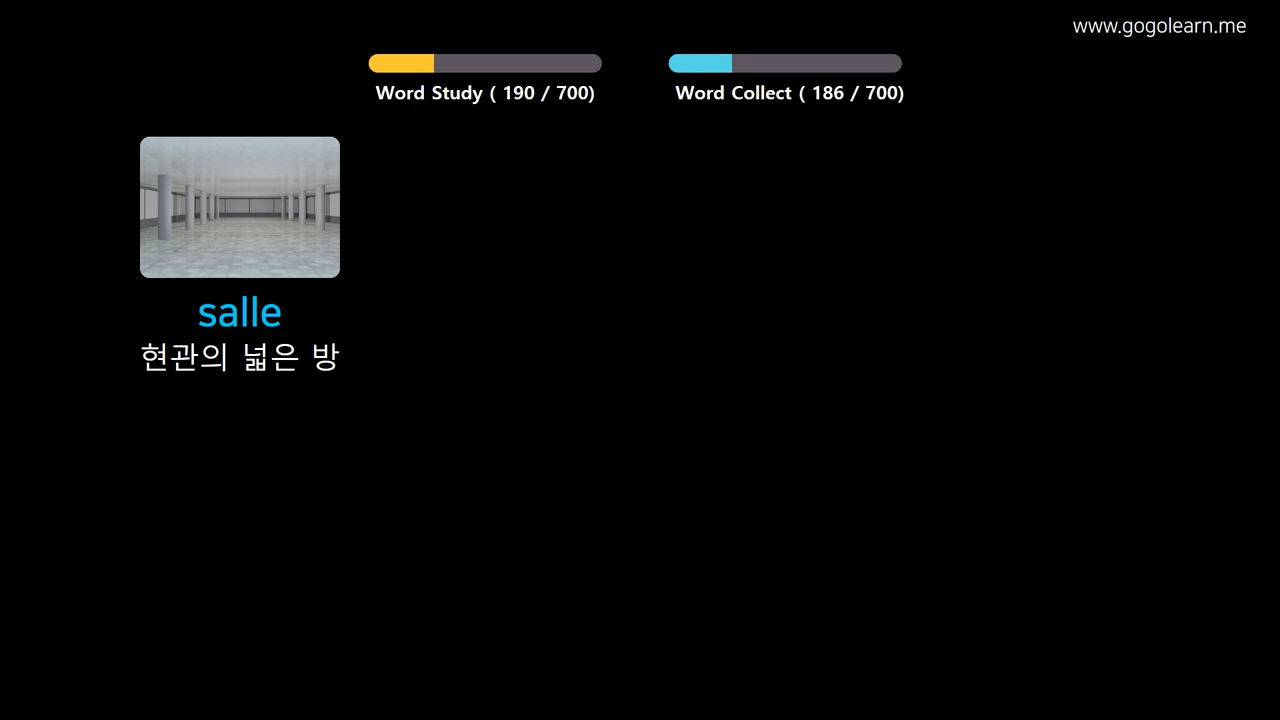 www.gogolearn.me
Word Study ( 190 / 700)
Word Collect ( 186 / 700)
salle
현관의 넓은 방